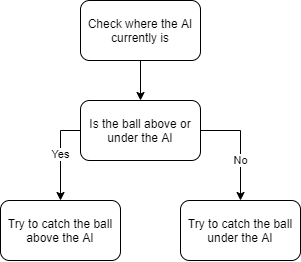 Check where the AI
currently is
Is the ball above or
under the AI
Yes
No
Try to catch the ball
above the AI
Try to catch the ball
under the AI